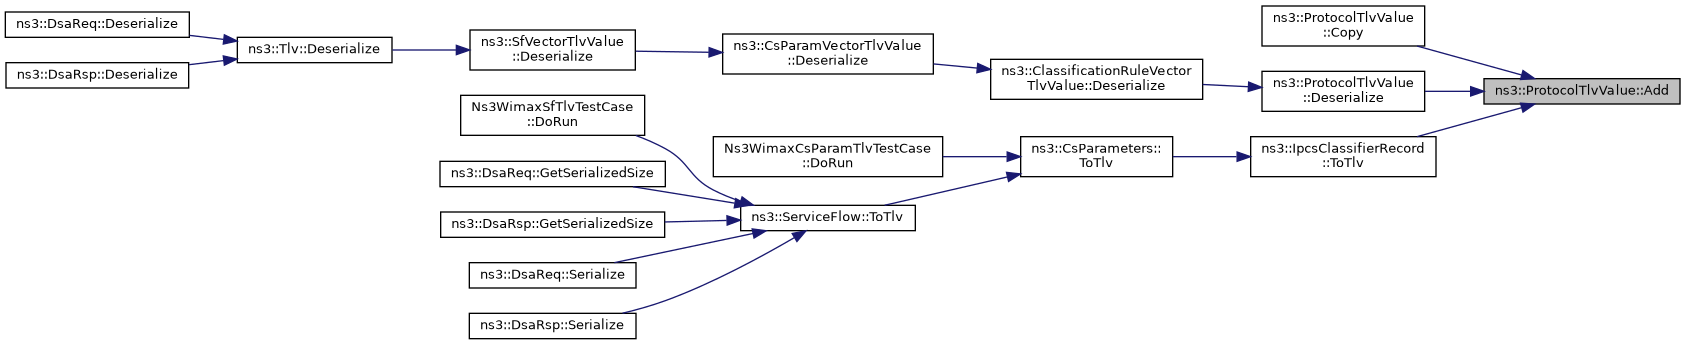 ns3::DsaReq::Deserialize
ns3::DsaRsp::Deserialize
ns3::Tlv::Deserialize
ns3::SfVectorTlvValue
::Deserialize
ns3::CsParamVectorTlvValue
::Deserialize
ns3::ClassificationRuleVector
TlvValue::Deserialize
ns3::ProtocolTlvValue
::Copy
ns3::ProtocolTlvValue
::Deserialize
ns3::ProtocolTlvValue::Add
Ns3WimaxSfTlvTestCase
::DoRun
Ns3WimaxCsParamTlvTestCase
::DoRun
ns3::CsParameters::
ToTlv
ns3::IpcsClassifierRecord
::ToTlv
ns3::DsaReq::GetSerializedSize
ns3::DsaRsp::GetSerializedSize
ns3::ServiceFlow::ToTlv
ns3::DsaReq::Serialize
ns3::DsaRsp::Serialize